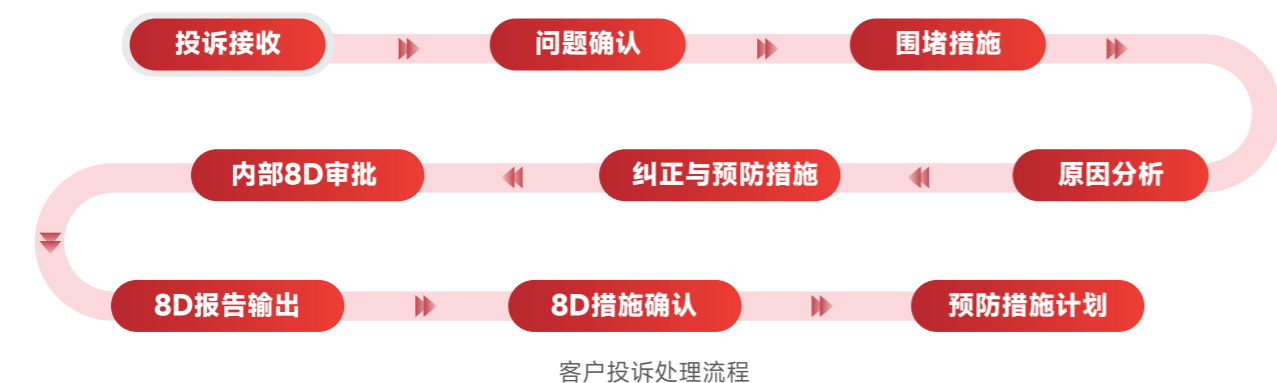 投诉接收
问题确认
围堵措施
原因分析
纠正与预防措施
内部8D审批
8D报告输出
8D措施确认
预防措施计划
客户投诉处理流程